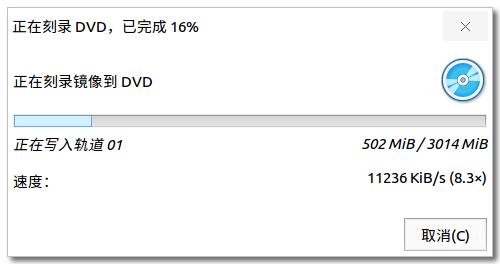 正在刻录 DVD，已完成 16%
正在刻录镜像到 DVD
正在写入轨道 01 502 MiB / 3014 MiB
速度： 11236 KiB/s (8.3×)
取消(C)